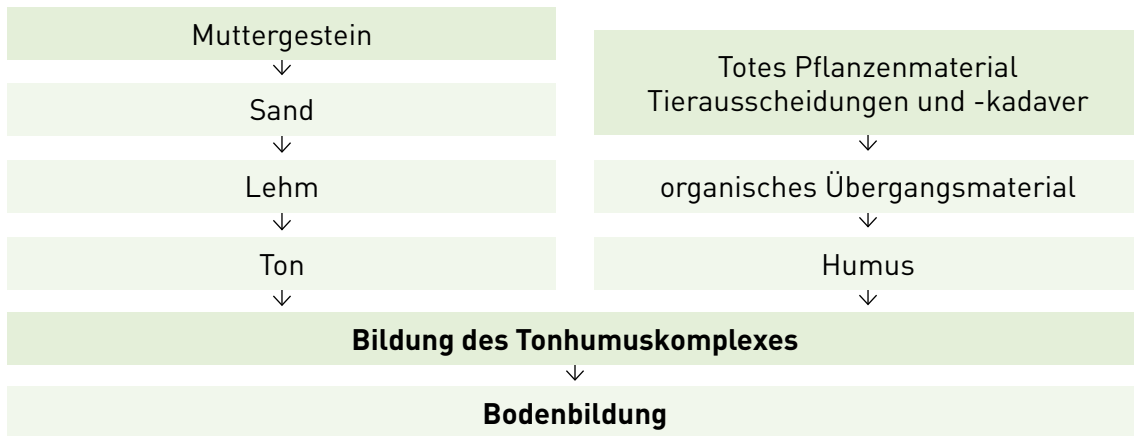 Muttergestein
Sand
Lehm
Ton
Totes Pflanzenmaterial
Tierausscheidungen und -kadaver
organisches Übergangsmaterial
Humus
Bildung des Tonhumuskomplexes
Bodenbildung